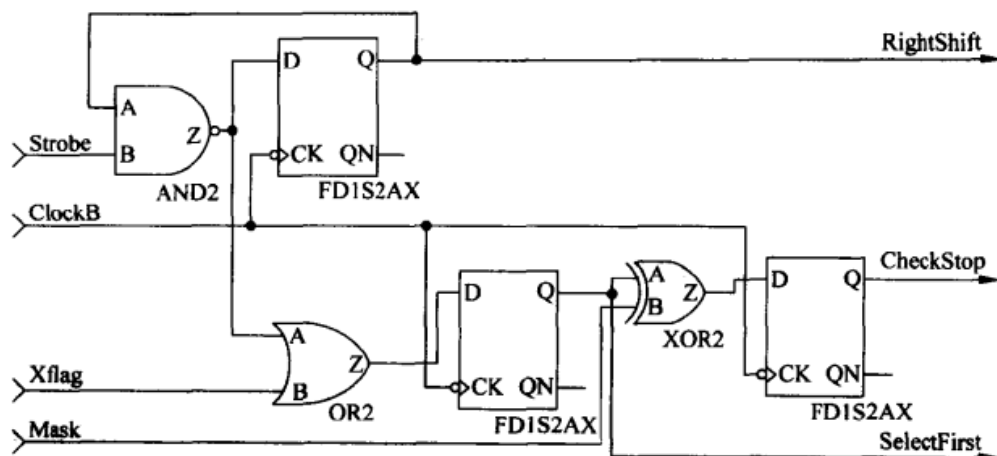 RightShift
D Q
A
Z
Strobe
B
CK QN
AND2
FD1S2AX
ClockB
CheckStop
D Q
A
Z
B
D Q
XOR2
A
Z
Xflag
B
CK QN
CK QN
OR2
FD1S2AX
FD1S2AX
Mask
SelectFirst